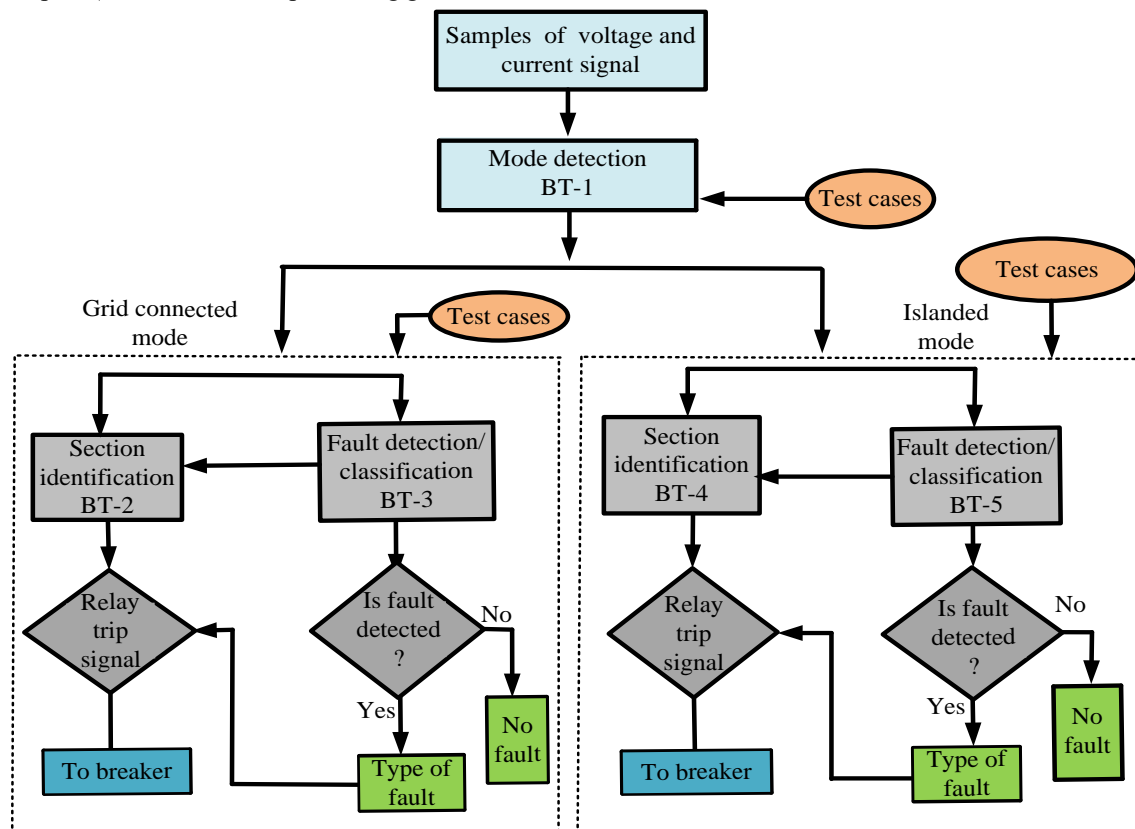 Samples of voltage and
current signal
Mode detection
BT-1
Test cases
Test cases
Grid connected
mode
Test cases
Islanded
mode
Section
identification
BT-2
Fault detection/
classification
BT-3
Section
identification
BT-4
Fault detection/
classification
BT-5
Relay
trip
signal
Is fault
detected
?
No
Yes
No
fault
To breaker
Type of
fault
Relay
trip
signal
Is fault
detected
?
No
Yes
No
fault
To breaker
Type of
fault